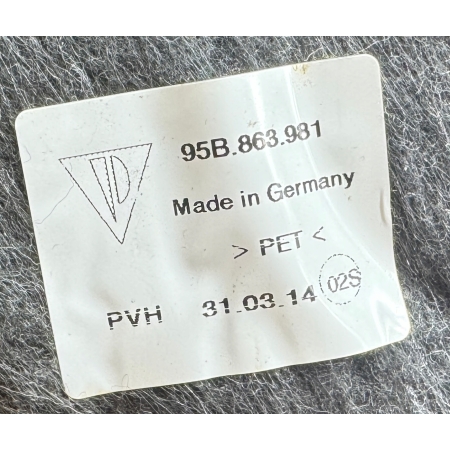 95B.863.981
Made in Germany
> PET <
PVH 31.03.14 02S